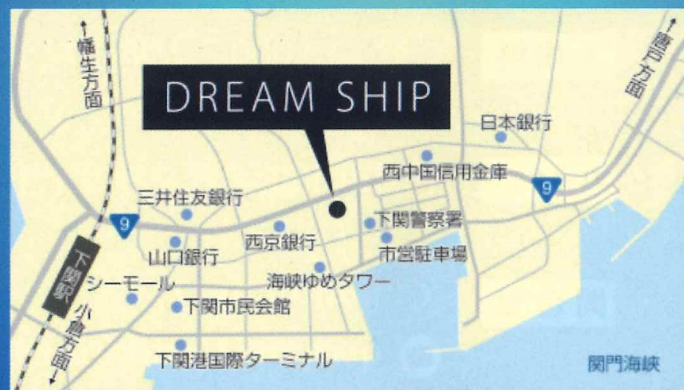 ←幡生方面
唐戸方面→
DREAM SHIP
日本銀行
西中国信用金庫
9
三井住友銀行
9
下関警察署
西京銀行
山口銀行
市営駐車場
海峡ゆめタワー
下関駅
シーモール
下関市民会館
小倉方面→
下関港国際ターミナル
関門海峡